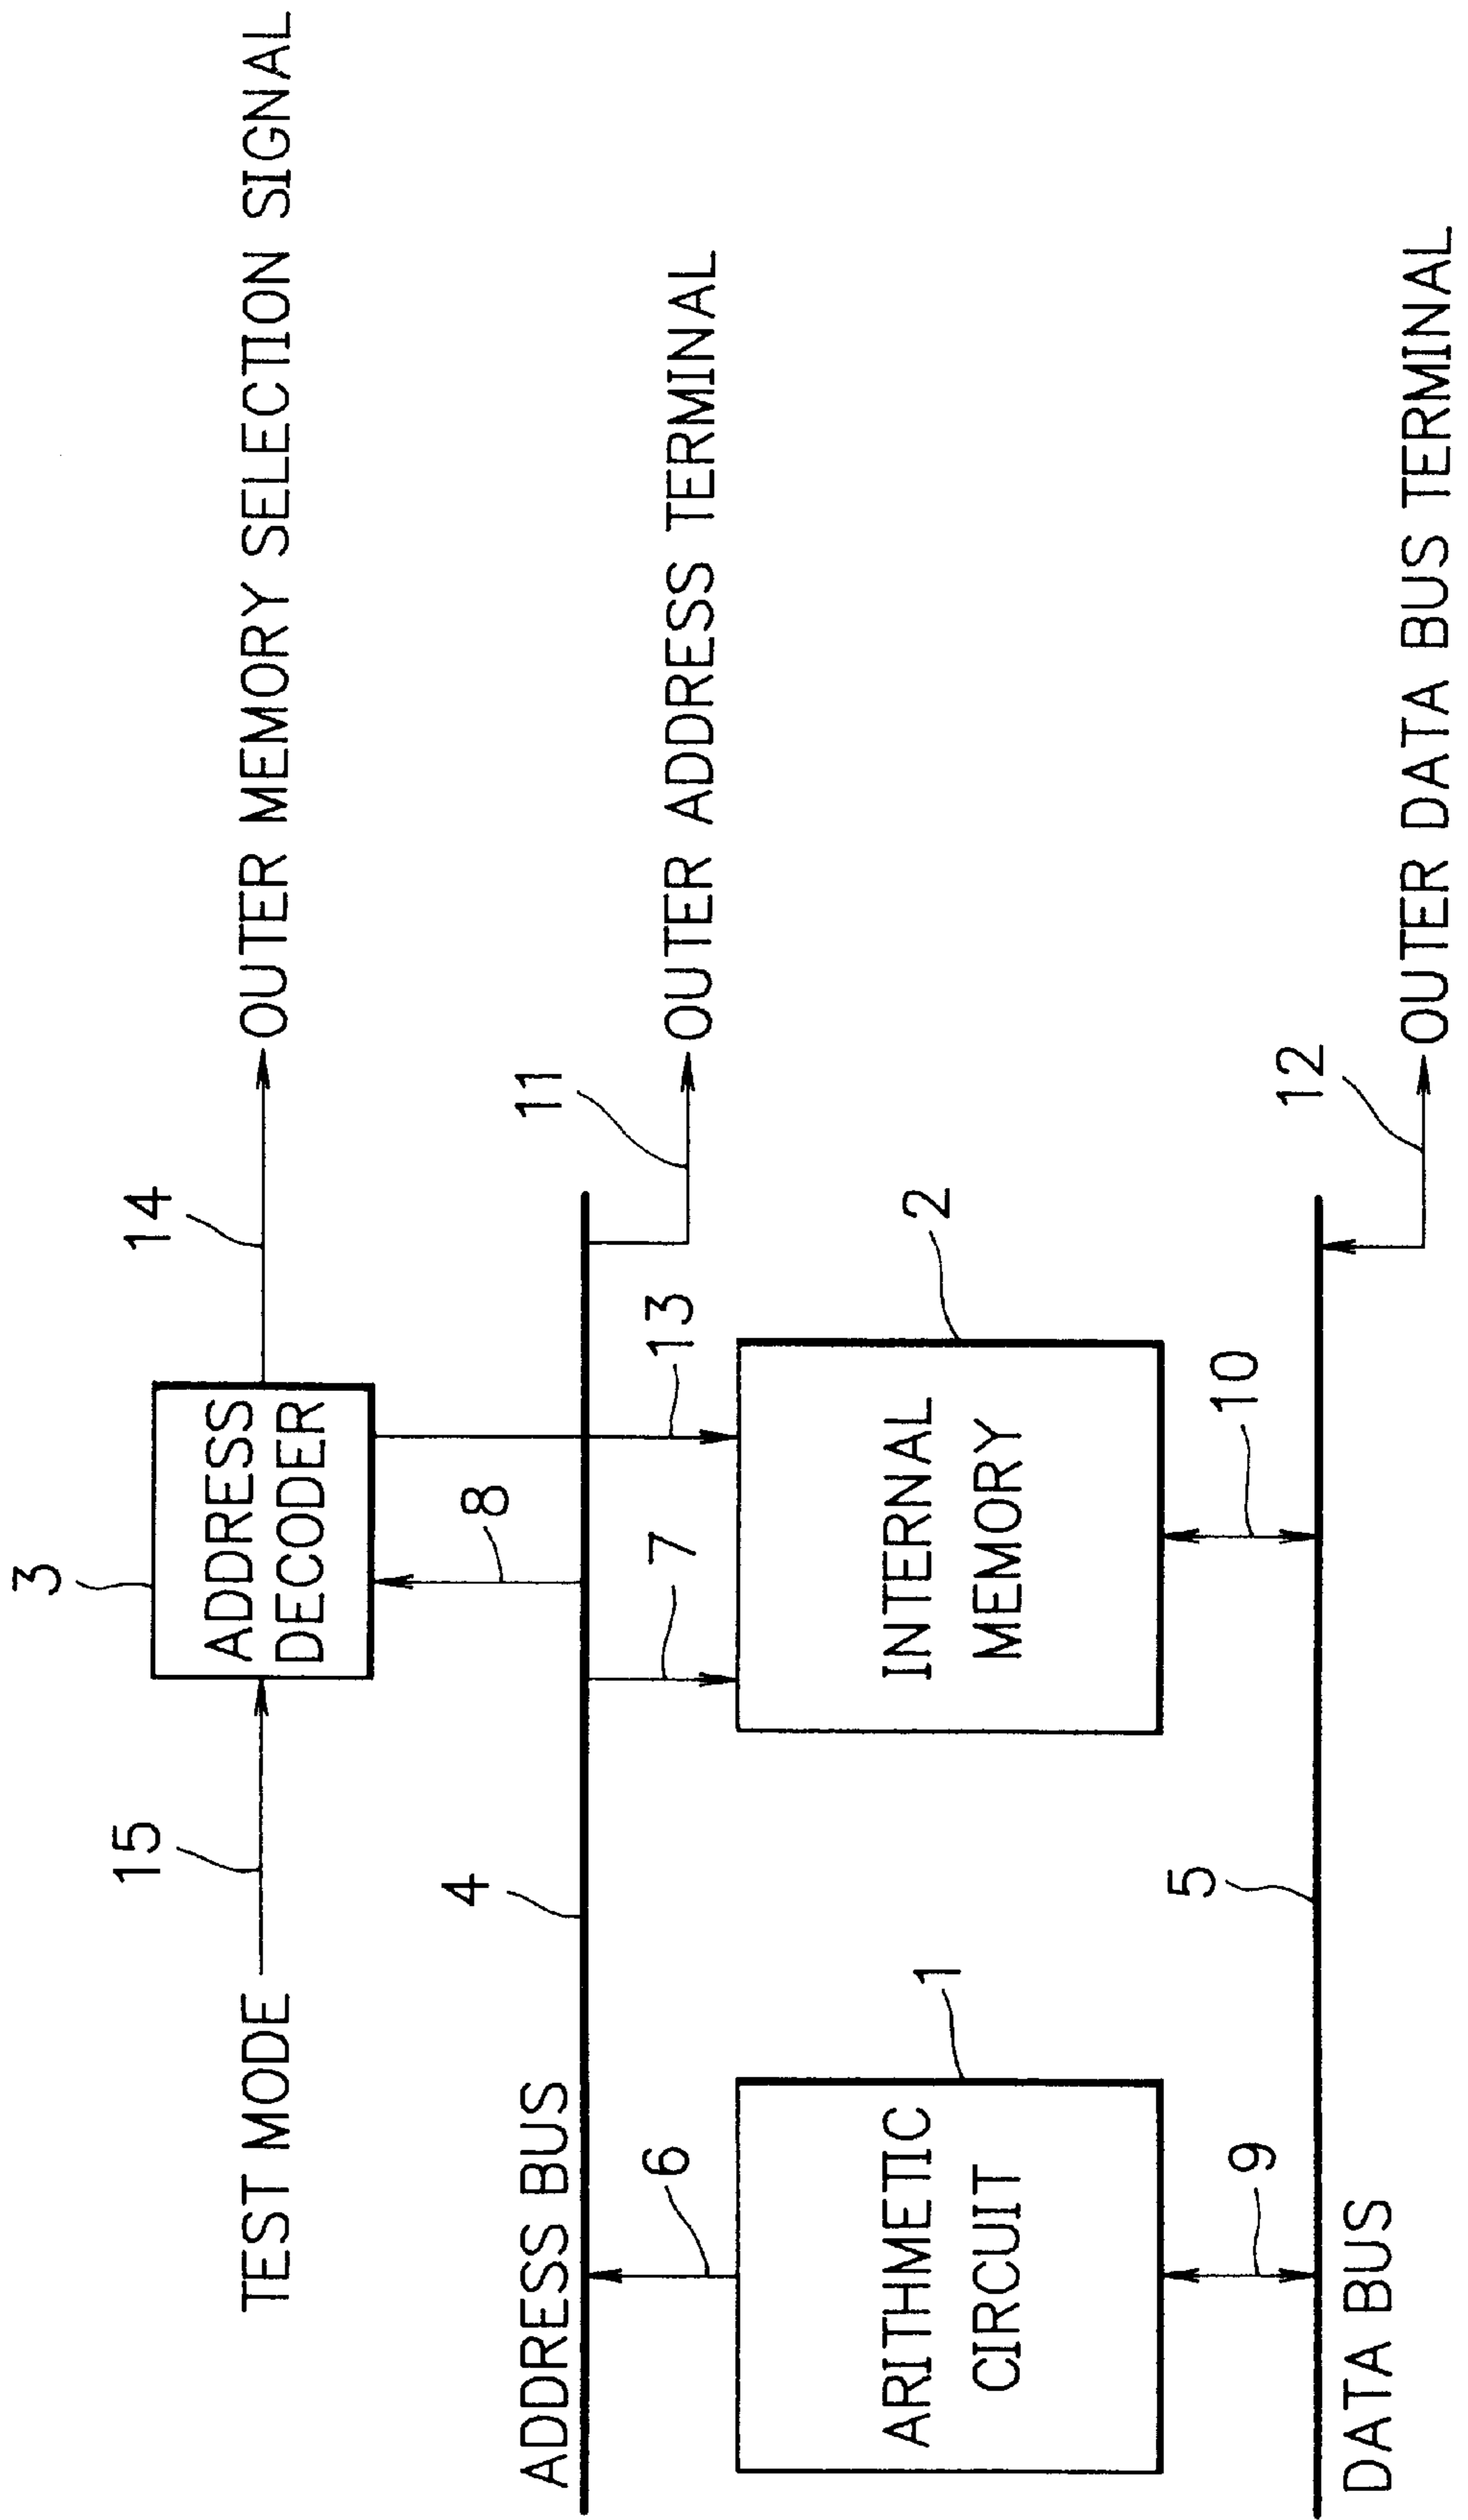 3
14
15
TEST MODE
ADDRESS
DECODER
OUTER MEMORY SELECTION SIGNAL
ADDRESS BUS
4
8
11
6
7
13
OUTER ADDRESS TERMINAL
1
2
ARITHMETIC
CIRCUIT
INTERNAL
MEMORY
9
5
10
12
DATA BUS
OUTER DATA BUS TERMINAL